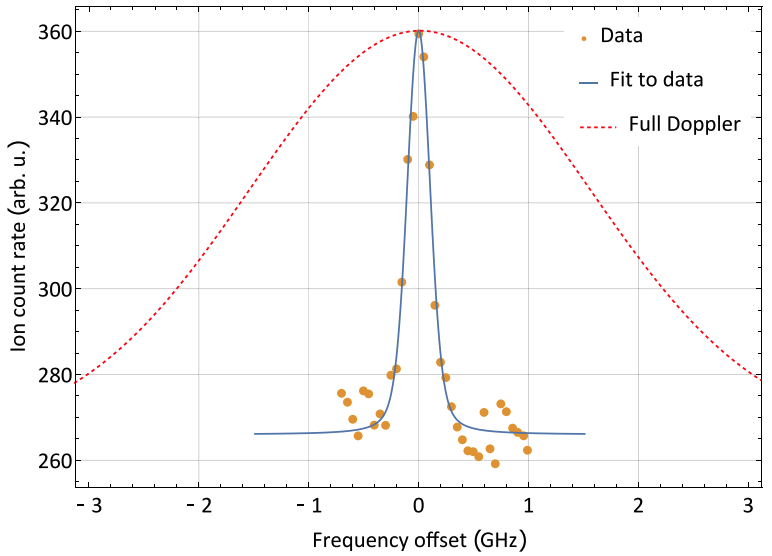 360
340
320
300
280
260
Ion count rate (arb. u.)
Data
Fit to data
Full Doppler
- 3 - 2 - 1 0 1 2 3
Frequency offset (GHz)